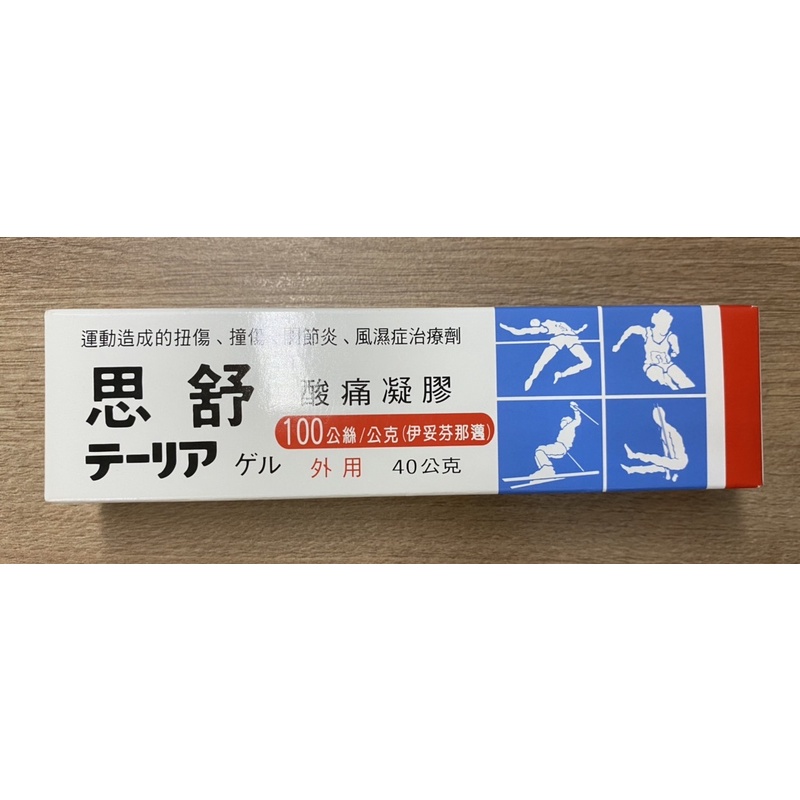 運動造成的扭傷、撞傷、關節炎、風濕症治療劑
思舒 酸痛凝膠
100公絲/公克(伊妥芬那邁)
テーリア ゲル 外用 40公克